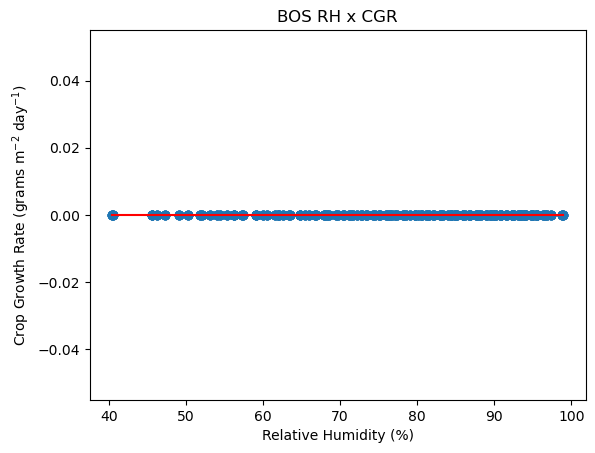 BOS RH x CGR
Crop Growth Rate (grams m⁻² day⁻¹)
0.04
0.02
0.00
−0.02
−0.04
40 50 60 70 80 90 100
Relative Humidity (%)